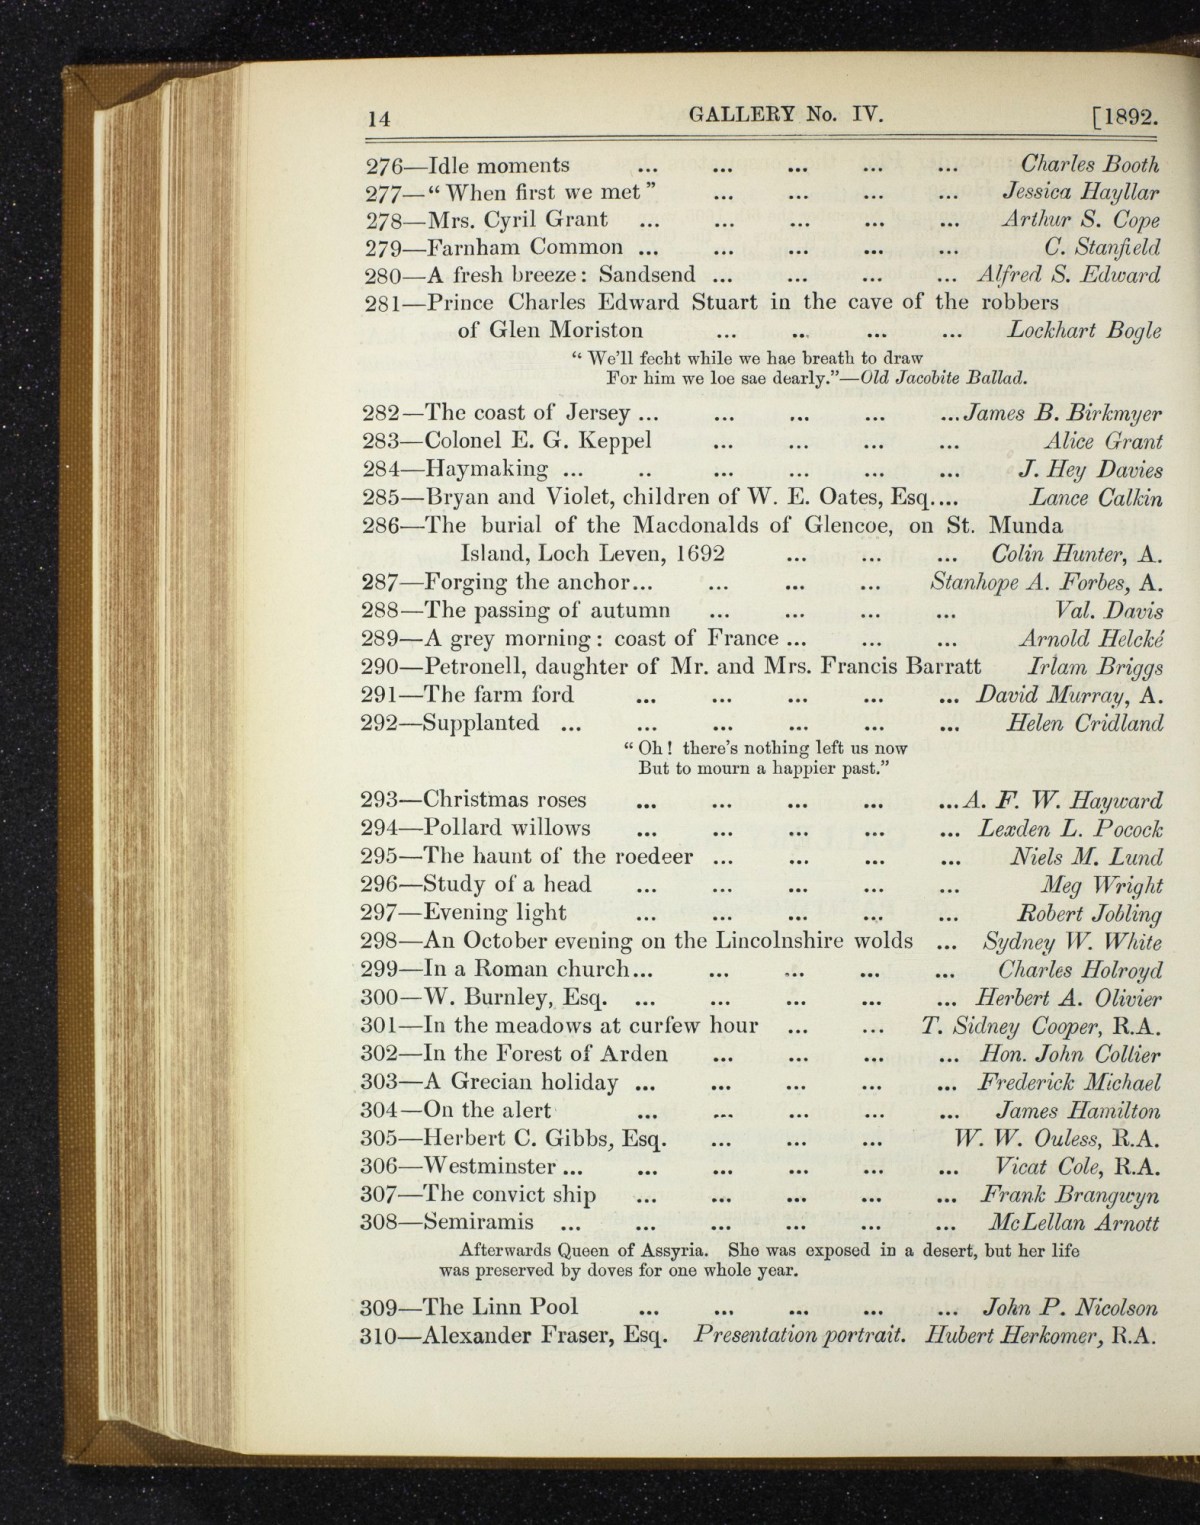 14 GALLERY No. IV. [1892.
276—Idle moments ... ... ... ... ... Charles Booth
277—“When first we met” ... ... ... ... Jessica Hayllar
278—Mrs. Cyril Grant ... ... ... ... ... Arthur S. Cope
279—Farnham Common ... ... ... ... ... C. Stanfield
280—A fresh breeze: Sandsend ... ... ... ... Alfred S. Edward
281—Prince Charles Edward Stuart in the cave of the robbers
of Glen Moriston ... ... ... ... Lockhart Bogle
“We’ll fecht while we hae breath to draw
For him we loe sae dearly.”—Old Jacobite Ballad.
282—The coast of Jersey ... ... ... ... ... James B. Birkmyer
283—Colonel E. G. Keppel ... ... ... ... Alice Grant
284—Haymaking ... .. ... ... ... ... J. Hey Davies
285—Bryan and Violet, children of W. E. Oates, Esq.... Lance Calkin
286—The burial of the Macdonalds of Glencoe, on St. Munda
Island, Loch Leven, 1692 ... ... ... Colin Hunter, A.
287—Forging the anchor... ... ... ... Stanhope A. Forbes, A.
288—The passing of autumn ... ... ... ... Val. Davis
289—A grey morning: coast of France ... ... ... Arnold Helcké
290—Petronell, daughter of Mr. and Mrs. Francis Barratt Irlam Briggs
291—The farm ford ... ... ... ... ... David Murray, A.
292—Supplanted ... ... ... ... ... ... Helen Cridland
“Oh! there’s nothing left us now
But to mourn a happier past.”
293—Christmas roses ... ... ... ... ... A. F. W. Hayward
294—Pollard willows ... ... ... ... ... Lexden L. Pocock
295—The haunt of the roedeer ... ... ... ... Niels M. Lund
296—Study of a head ... ... ... ... ... Meg Wright
297—Evening light ... ... ... ... ... Robert Jobling
298—An October evening on the Lincolnshire wolds ... Sydney W. White
299—In a Roman church... ... ... ... ... Charles Holroyd
300—W. Burnley, Esq. ... ... ... ... ... Herbert A. Olivier
301—In the meadows at curfew hour ... ... T. Sidney Cooper, R.A.
302—In the Forest of Arden ... ... ... ... Hon. John Collier
303—A Grecian holiday ... ... ... ... ... Frederick Michael
304—On the alert ... ... ... ... ... James Hamilton
305—Herbert C. Gibbs, Esq. ... ... ... W. W. Ouless, R.A.
306—Westminster ... ... ... ... ... ... Vicat Cole, R.A.
307—The convict ship ... ... ... ... ... Frank Brangwyn
308—Semiramis ... ... ... ... ... ... McLellan Arnott
Afterwards Queen of Assyria. She was exposed in a desert, but her life
was preserved by doves for one whole year.
309—The Linn Pool ... ... ... ... ... John P. Nicolson
310—Alexander Fraser, Esq. Presentation portrait. Hubert Herkomer, R.A.